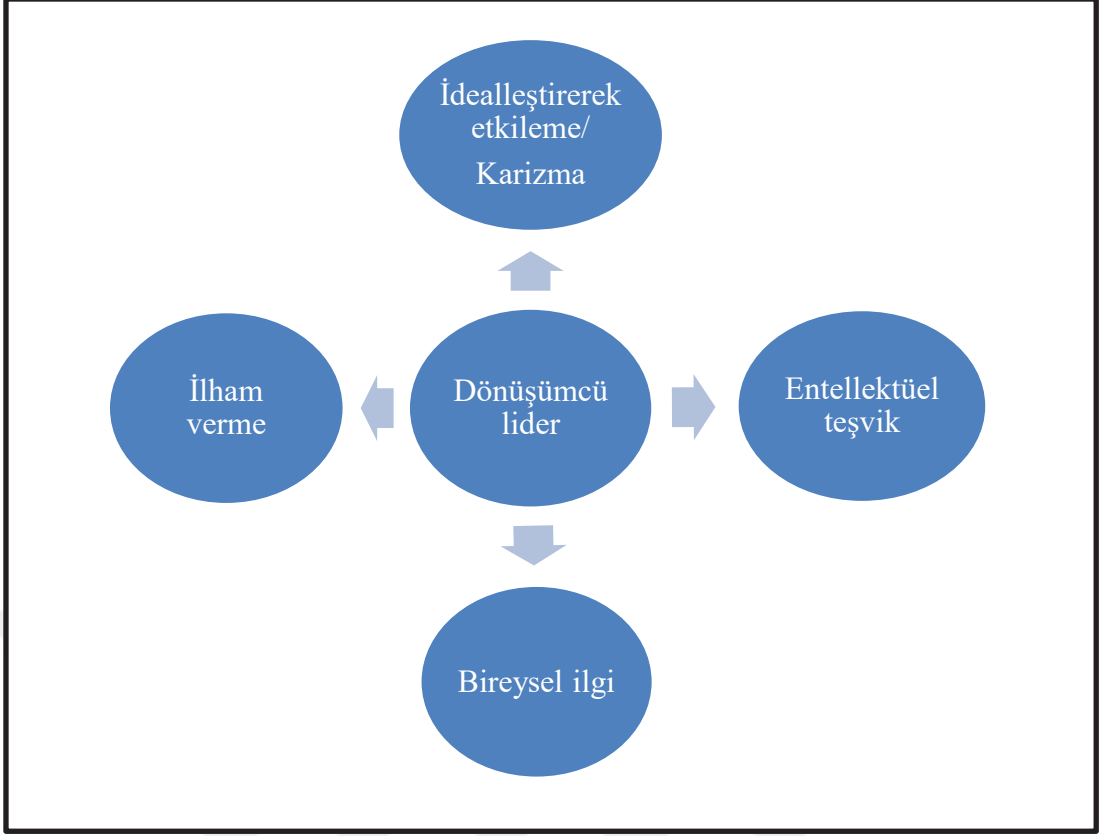 İdealleştirerek
etkileme/
Karizma
İlham
verme
Dönüşümcü
lider
Entellektüel
teşvik
Bireysel ilgi